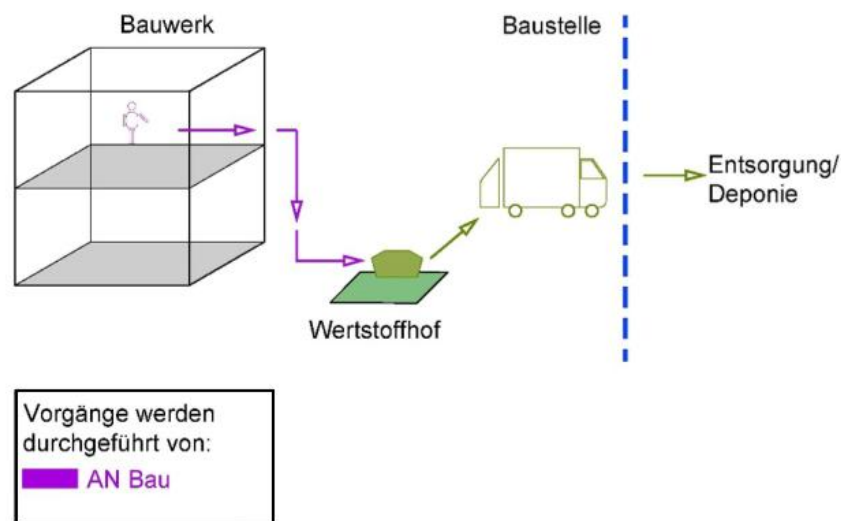 Bauwerk
Baustelle
Entsorgung/
Deponie
Wertstoffhof
Vorgänge werden
durchgeführt von:
AN Bau